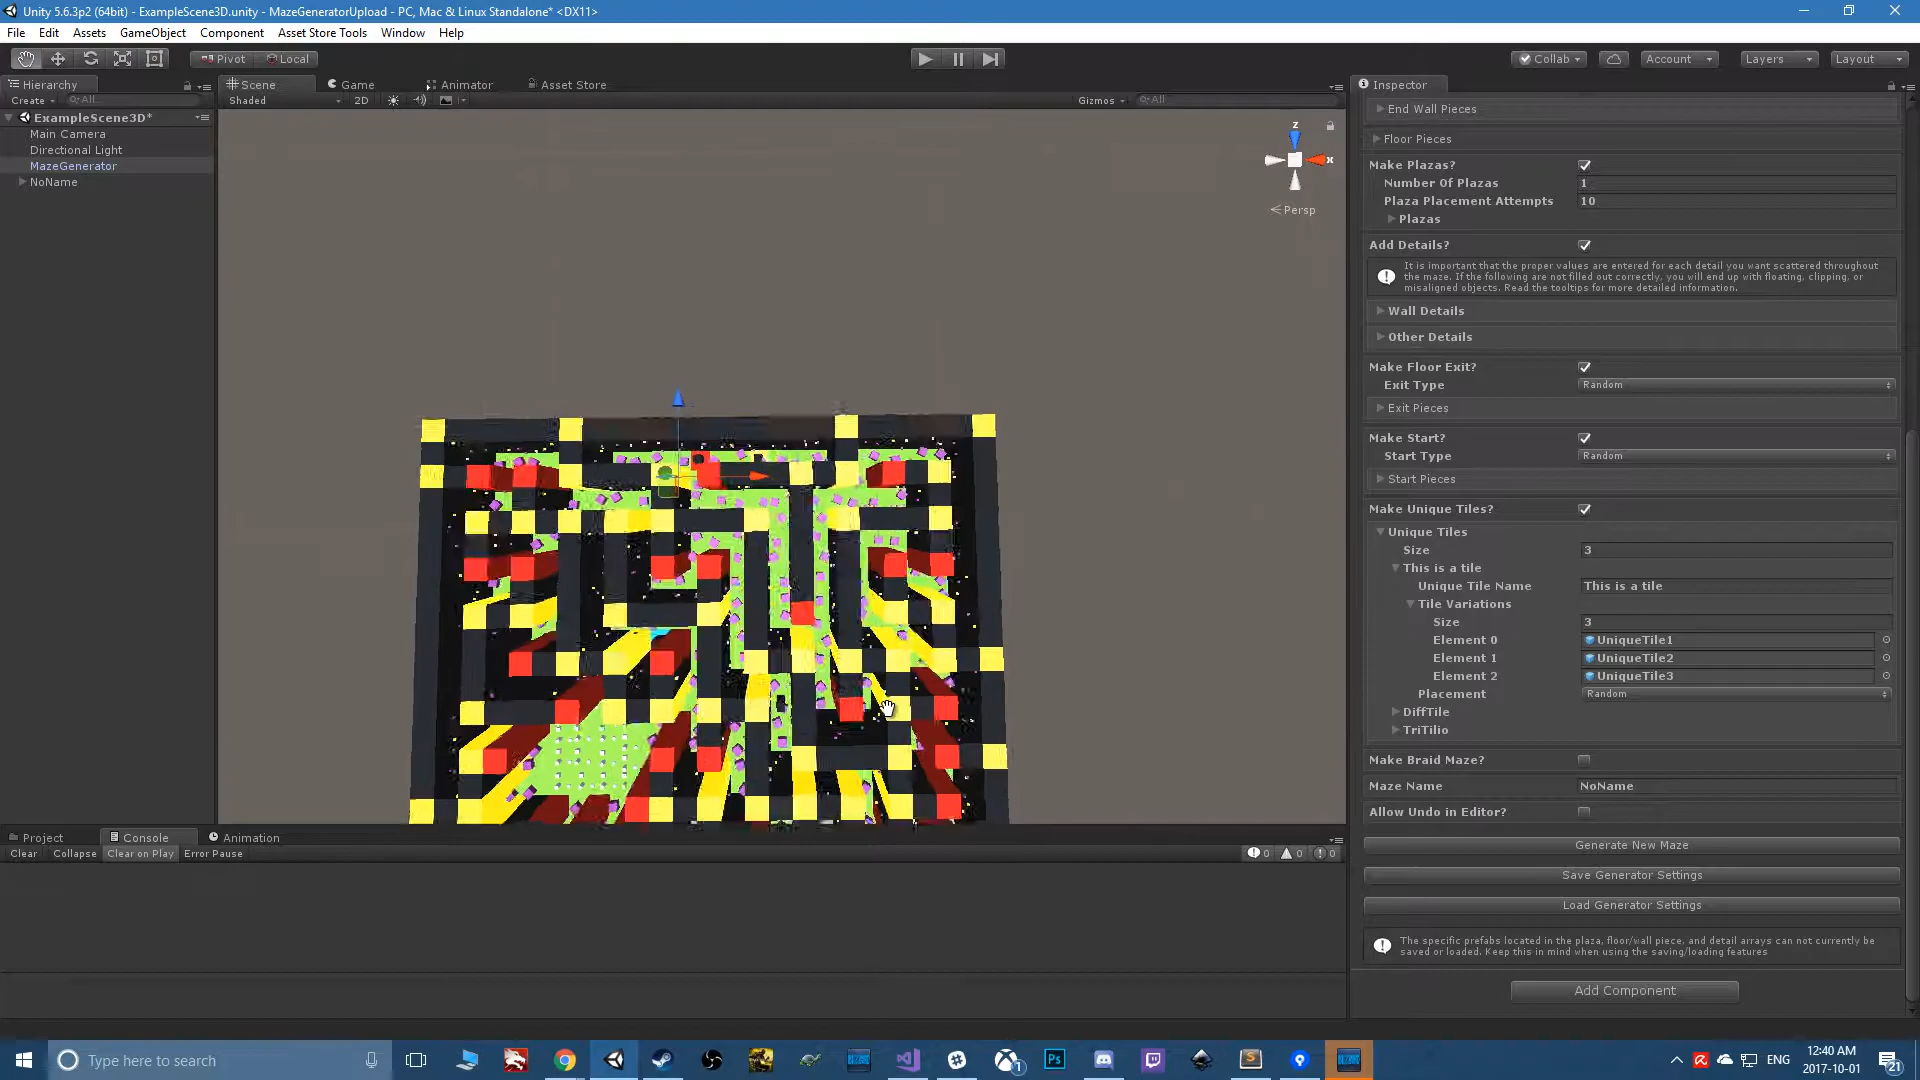 Unity 5.6.3p2 (64bit) - ExampleScene3D.unity - MazeGeneratorUpload - PC, Mac & Linux Standalone* <DX11>
File Edit Assets GameObject Component Asset Store Tools Window Help
Pivot Local Collab Account Layers Layout
Hierarchy
Create All
ExampleScene3D*
Main Camera
Directional Light
MazeGenerator
NoName
Scene Game Animator Asset Store
Shaded 2D Gizmos All
z
x
Persp
Inspector
End Wall Pieces
Floor Pieces
Make Plazas?
Number Of Plazas 1
Plaza Placement Attempts 10
Plazas
Add Details?
It is important that the proper values are entered for each detail you want scattered throughout
the maze. If the following are not filled out correctly, you will end up with floating, clipping, or
misaligned objects. Read the tooltips for more detailed information.
Wall Details
Other Details
Make Floor Exit?
Exit Type Random
Exit Pieces
Make Start?
Start Type Random
Start Pieces
Make Unique Tiles?
Unique Tiles
Size 3
This is a tile
Unique Tile Name This is a tile
Tile Variations
Size 3
Element 0 UniqueTile1
Element 1 UniqueTile2
Element 2 UniqueTile3
Placement Random
DiffTile
TriTilio
Make Braid Maze?
Maze Name NoName
Allow Undo in Editor?
Generate New Maze
Save Generator Settings
Load Generator Settings
The specific prefabs located in the plaza, floor/wall piece, and detail arrays can not currently be
saved or loaded. Keep this in mind when using the saving/loading features
Add Component
Project Console Animation
Clear Collapse Clear on Play Error Pause 0 0 0
Type here to search
1
Ps
ENG
12:40 AM
2017-10-01
21